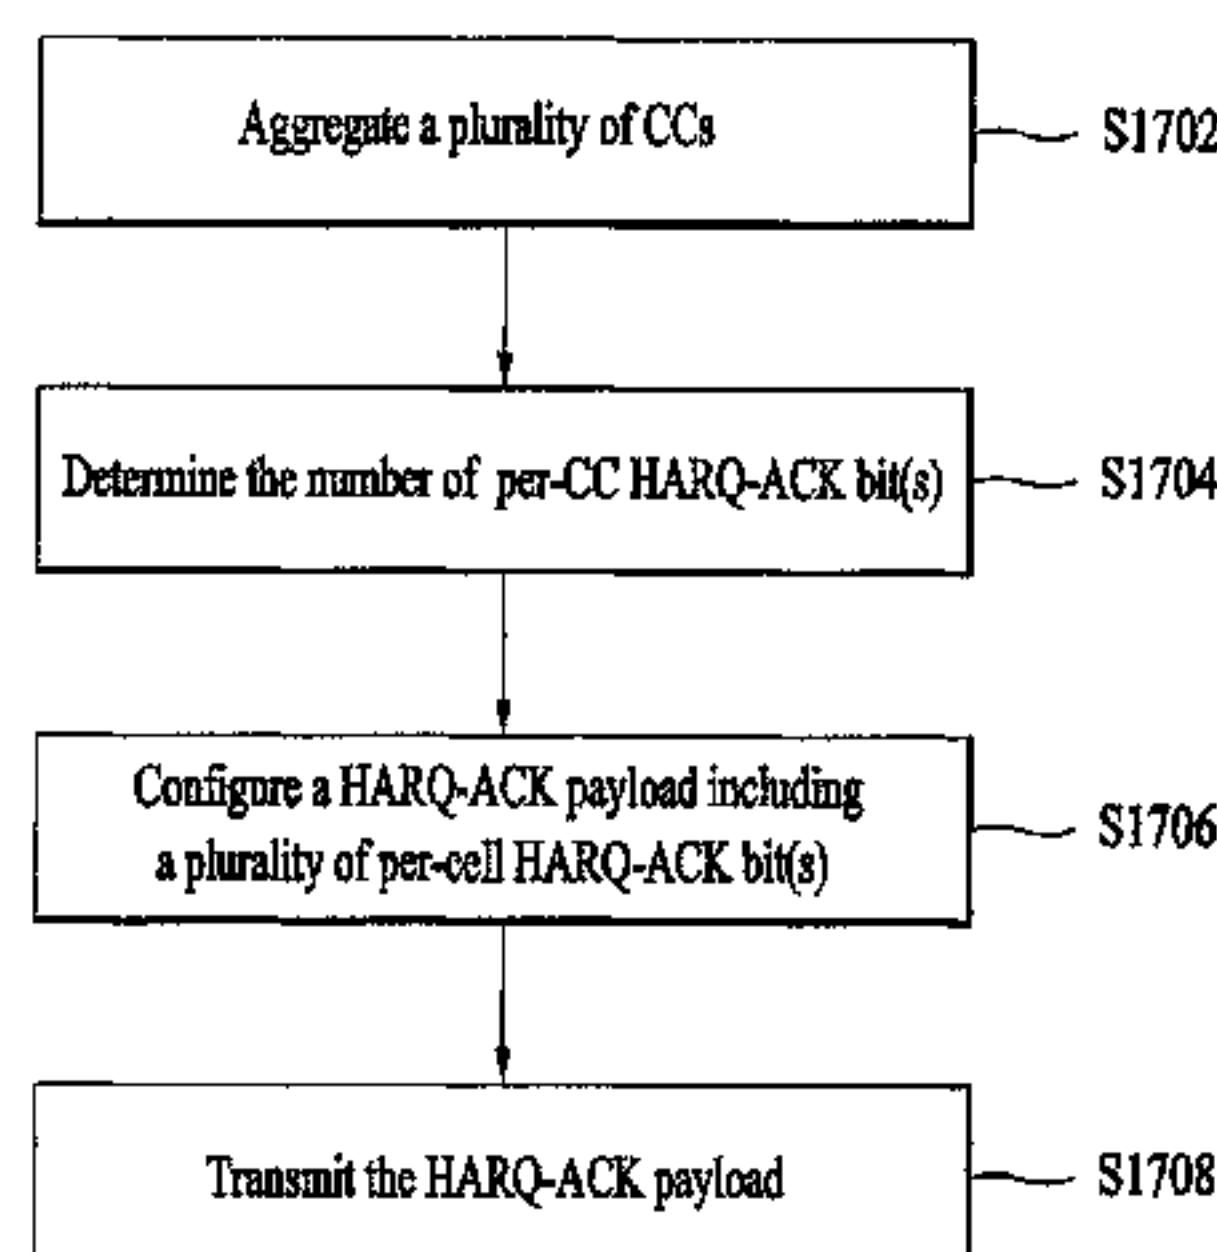 Aggregate a plurality of CCs
S1702
Determine the number of per-CC HARQ-ACK bit(s)
S1704
Configure a HARQ-ACK payload including
a plurality of per-cell HARQ-ACK bit(s)
S1706
Transmit the HARQ-ACK payload
S1708